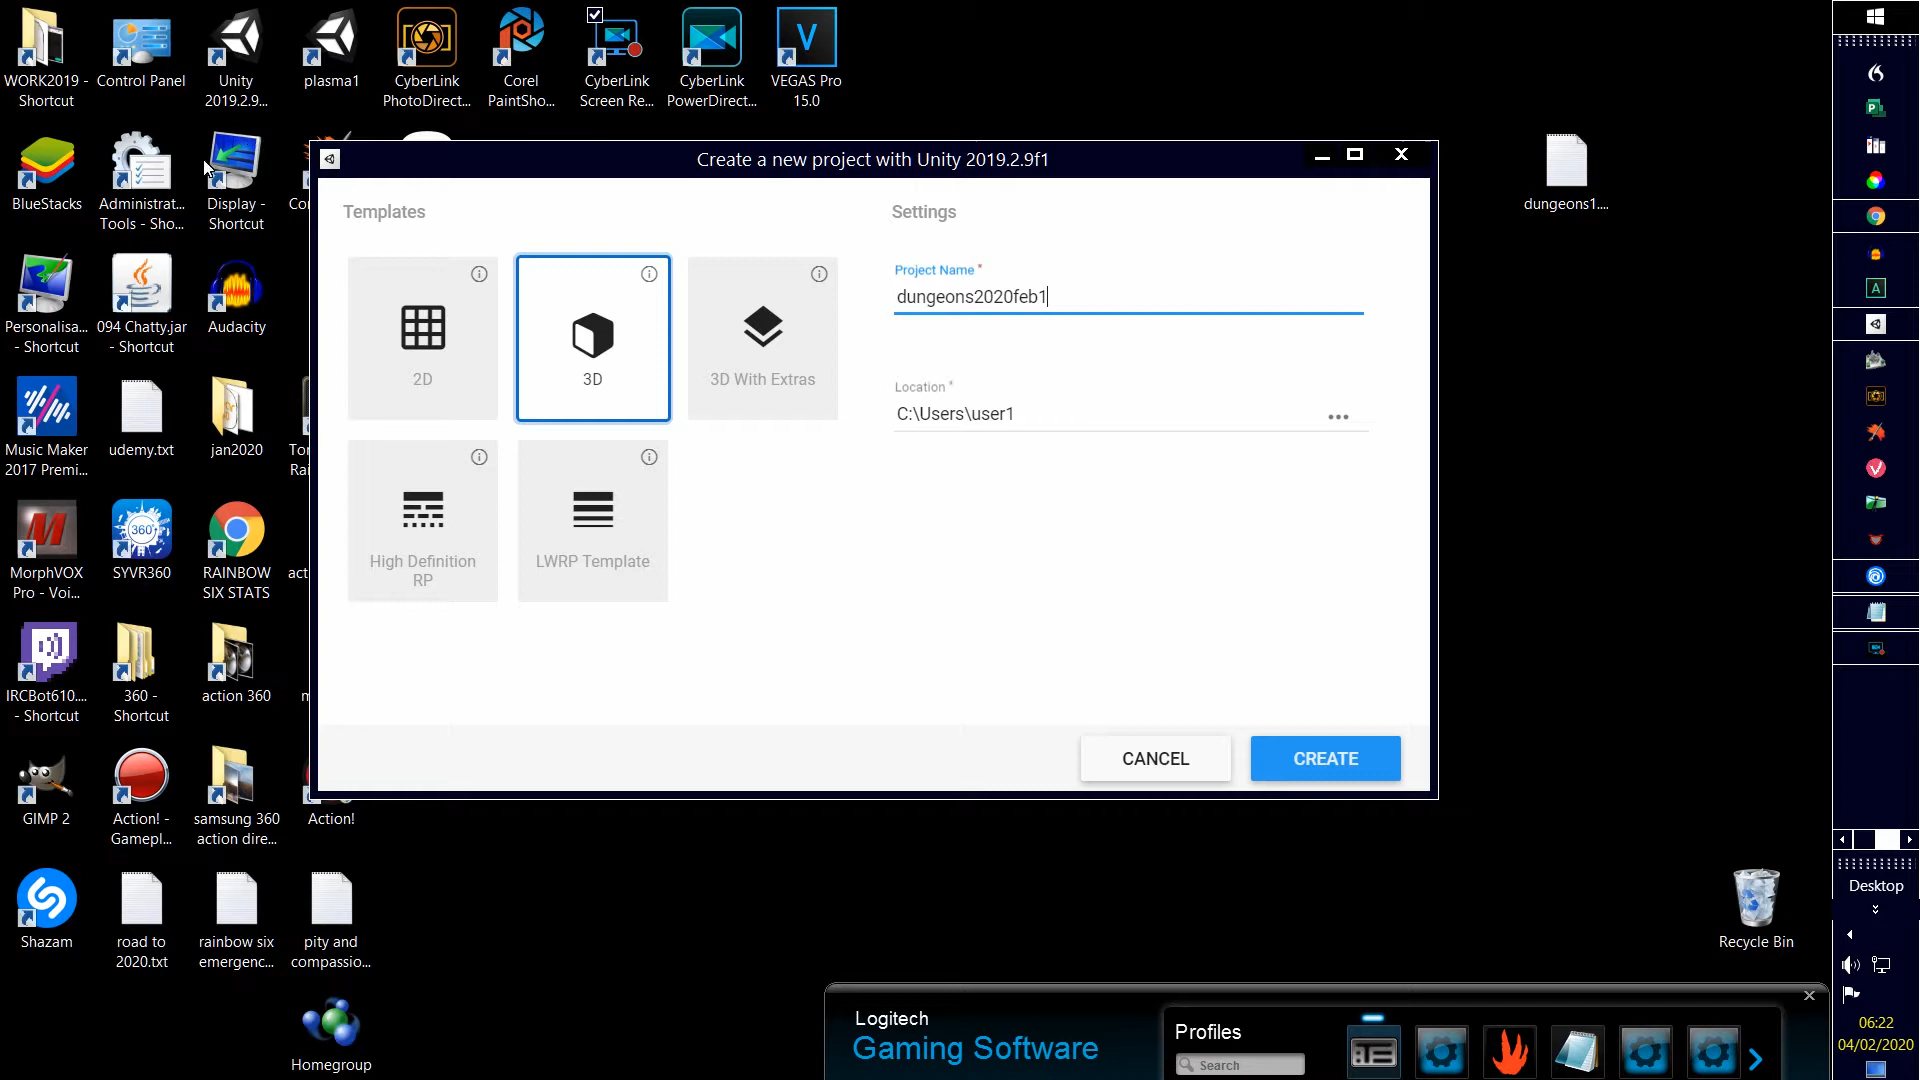 WORK2019 -
Shortcut
Control Panel
Unity
2019.2.9...
plasma1
CyberLink
PhotoDirect...
Corel
PaintSho...
CyberLink
Screen Re...
CyberLink
PowerDirect...
VEGAS Pro
15.0
BlueStacks
Administrat...
Tools - Sho...
Display -
Shortcut
Create a new project with Unity 2019.2.9f1
Templates
Settings
2D
3D
3D With Extras
High Definition
RP
LWRP Template
Project Name *
dungeons2020feb1
Location *
C:\Users\user1
CANCEL
CREATE
dungeons1....
Personalisa...
- Shortcut
094 Chatty.jar
- Shortcut
Audacity
Music Maker
2017 Premi...
udemy.txt
jan2020
MorphVOX
Pro - Voi...
360°
SYVR360
RAINBOW
SIX STATS
IRCBot610....
- Shortcut
360 -
Shortcut
action 360
GIMP 2
Action! -
Gamepl...
samsung 360
action dire...
Action!
Shazam
road to
2020.txt
rainbow six
emergenc...
pity and
compassio...
Homegroup
Recycle Bin
Logitech
Gaming Software
Profiles
Search
Desktop
06:22
04/02/2020